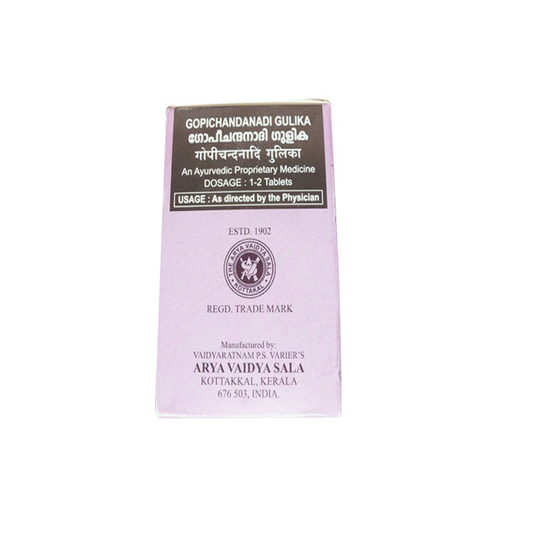 GOPICHANDANADI GULIKA
ഗോപീചന്ദനാദി ഗുളിക
गोपीचन्दनादि गुलिका
An Ayurvedic Proprietary Medicine
DOSAGE : 1-2 Tablets
USAGE : As directed by the Physician
ESTD. 1902
THE ARYA VAIDYA SALA
KOTTAKAL
REGD. TRADE MARK
Manufactured by:
VAIDYARATNAM P.S. VARIER'S
ARYA VAIDYA SALA
KOTTAKKAL, KERALA
676 503, INDIA.